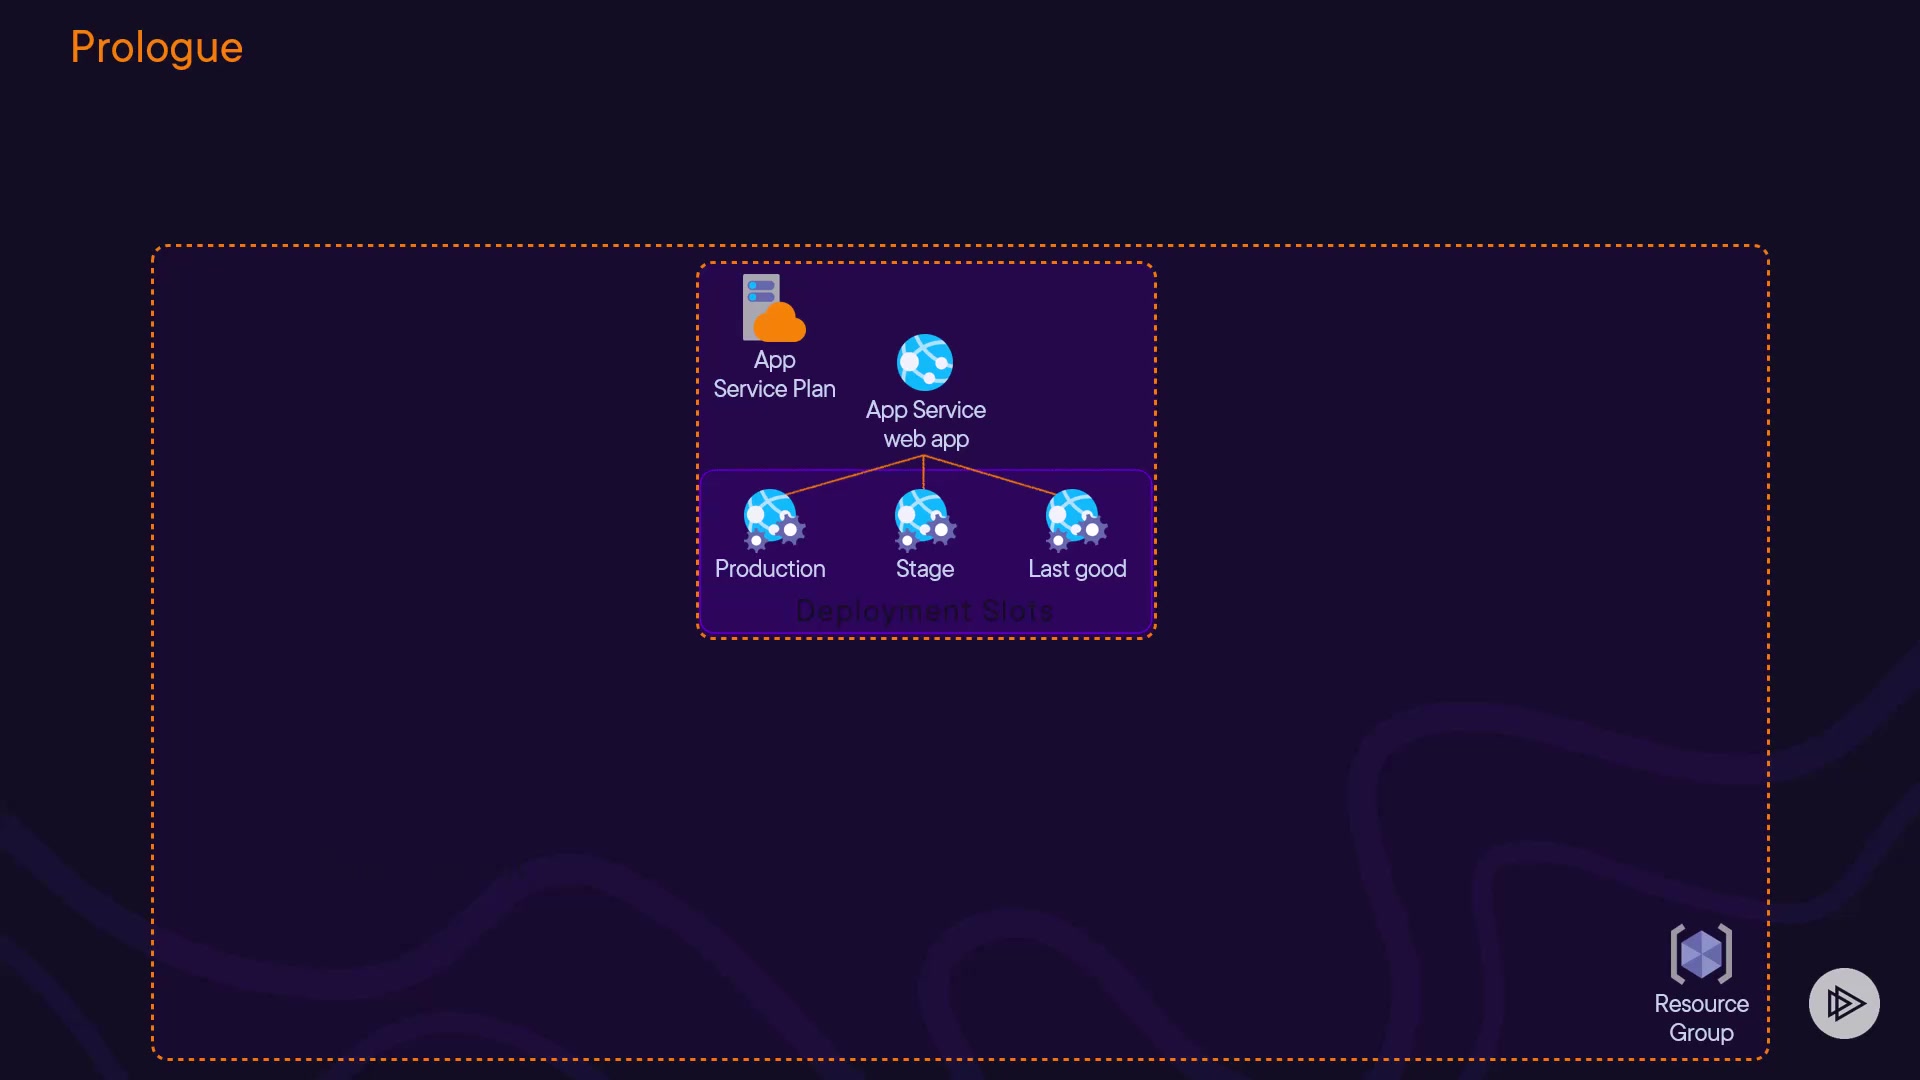 Prologue
App
Service Plan
App Service
web app
Production
Stage
Last good
Deployment Slots
Resource
Group